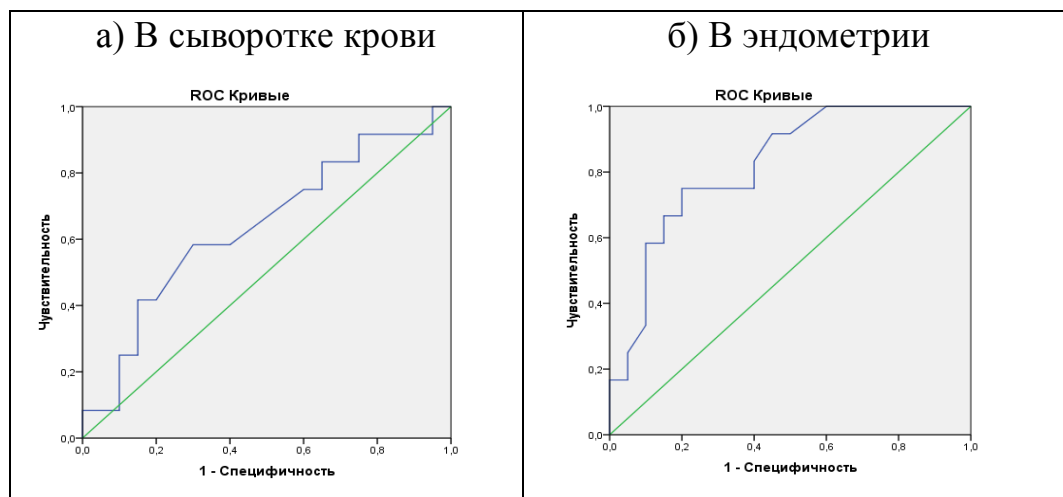 а) В сыворотке крови
ROC Кривые
1,0
0,8
0,6
0,4
0,2
0,0
Чувствительность
0,0 0,2 0,4 0,6 0,8 1,0
1 - Специфичность
б) В эндометрии
ROC Кривые
1,0
0,8
0,6
0,4
0,2
0,0
Чувствительность
0,0 0,2 0,4 0,6 0,8 1,0
1 - Специфичность